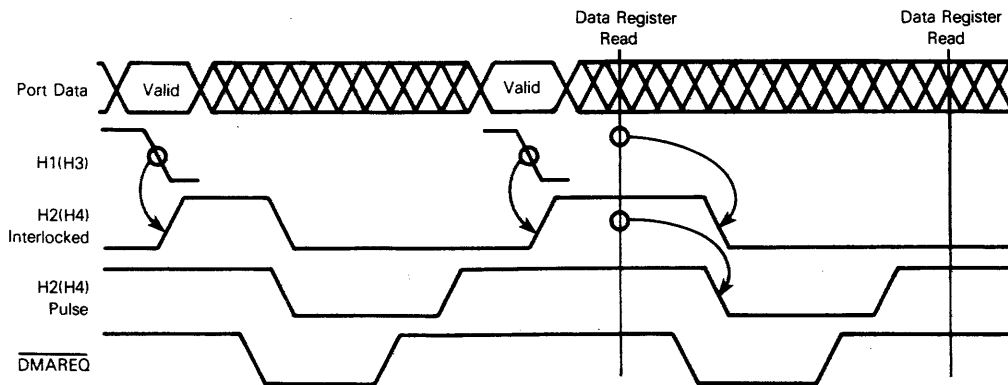 Data Register
Read
Data Register
Read
Port Data
Valid
Valid
H1(H3)
H2(H4)
Interlocked
H2(H4)
Pulse
DMAREQ